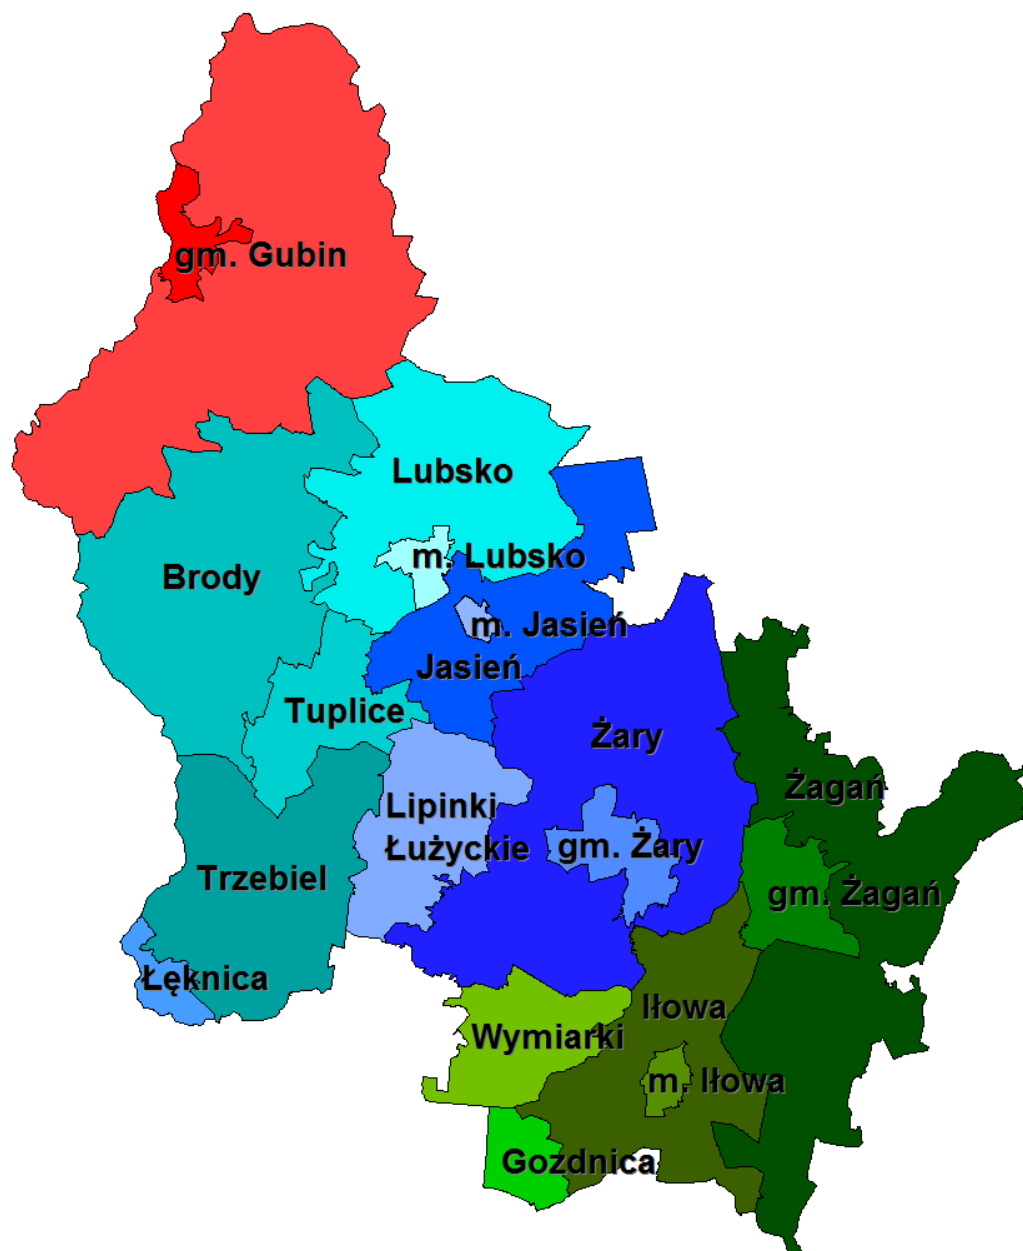 gm. Gubin
Lubsko
m. Lubsko
Brody
m. Jasień
Jasień
Tuplice
Żary
Żagań
Lipinki
Łużyckie
gm. Żary
Trzebiel
gm. Żagań
Łęknica
Iłowa
Wymiarki
m. Iłowa
Gozdnica